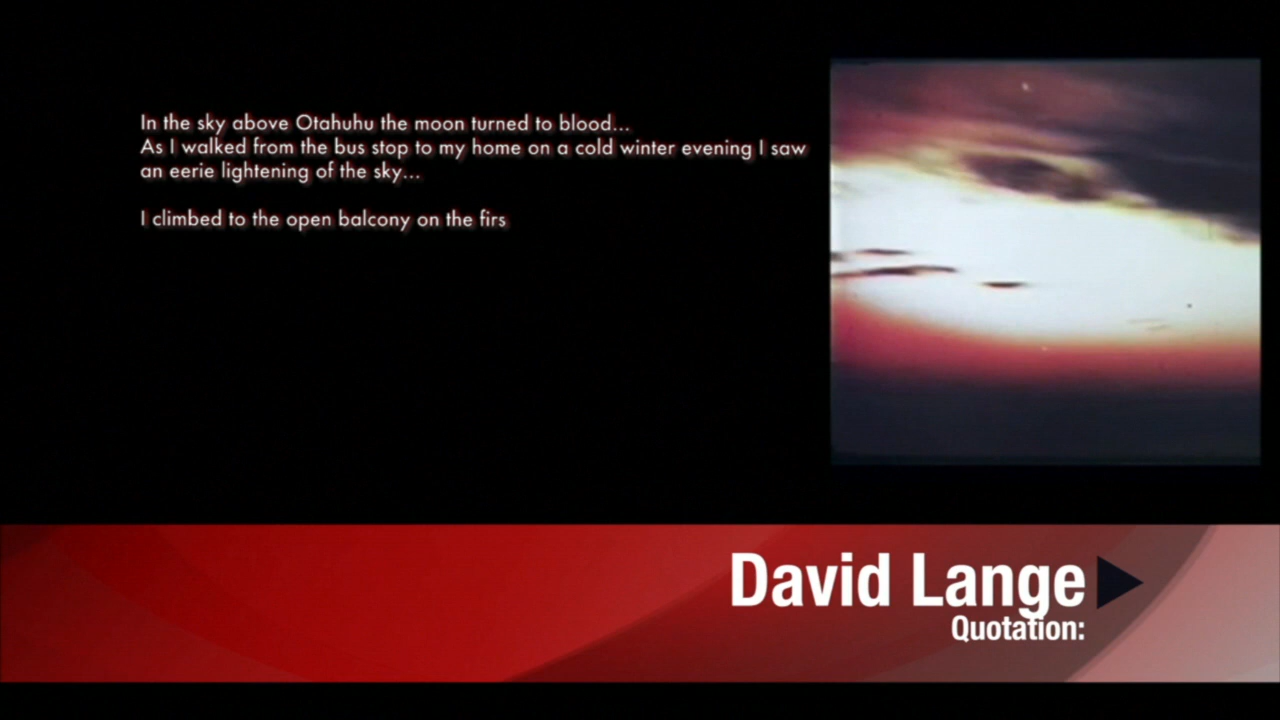 In the sky above Otahuhu the moon turned to blood...
As I walked from the bus stop to my home on a cold winter evening I saw
an eerie lightening of the sky...
I climbed to the open balcony on the firs
David Lange
Quotation: